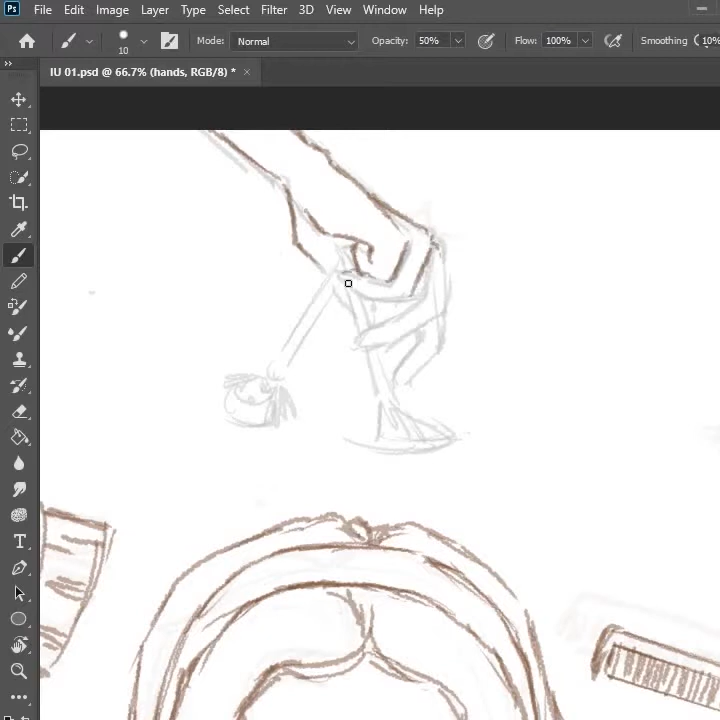 Ps File Edit Image Layer Type Select Filter 3D View Window Help
10 Mode: Normal Opacity: 50% Flow: 100% Smoothing 10%
IU 01.psd @ 66.7% (hands, RGB/8) * ×
T